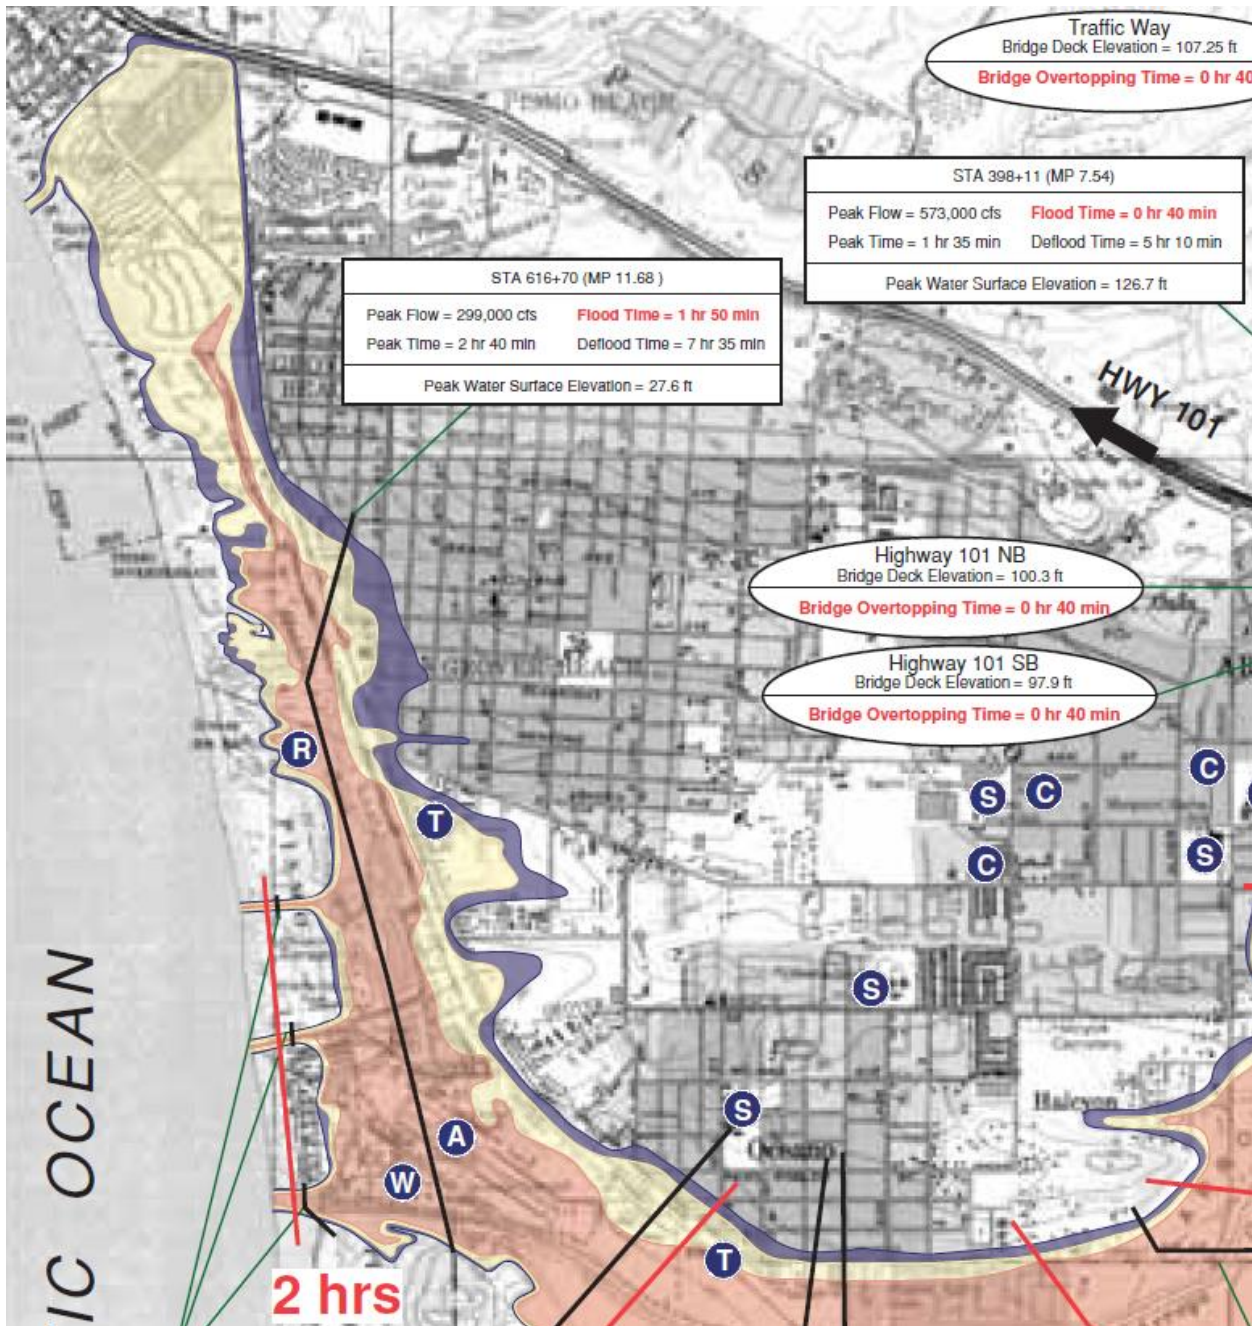 Traffic Way
Bridge Deck Elevation = 107.25 ft
Bridge Overtopping Time = 0 hr 40
PISMO BEACH
STA 398+11 (MP 7.54)
Peak Flow = 573,000 cfs Flood Time = 0 hr 40 min
Peak Time = 1 hr 35 min Deflood Time = 5 hr 10 min
Peak Water Surface Elevation = 126.7 ft
STA 616+70 (MP 11.68 )
Peak Flow = 299,000 cfs Flood Time = 1 hr 50 min
Peak Time = 2 hr 40 min Deflood Time = 7 hr 35 min
Peak Water Surface Elevation = 27.6 ft
HWY 101
Highway 101 NB
Bridge Deck Elevation = 100.3 ft
Bridge Overtopping Time = 0 hr 40 min
GROVER BEACH
Highway 101 SB
Bridge Deck Elevation = 97.9 ft
Bridge Overtopping Time = 0 hr 40 min
R
C
S
C
T
S
C
S
IC OCEAN
Halcyon
S
Oceano
A
W
T
2 hrs